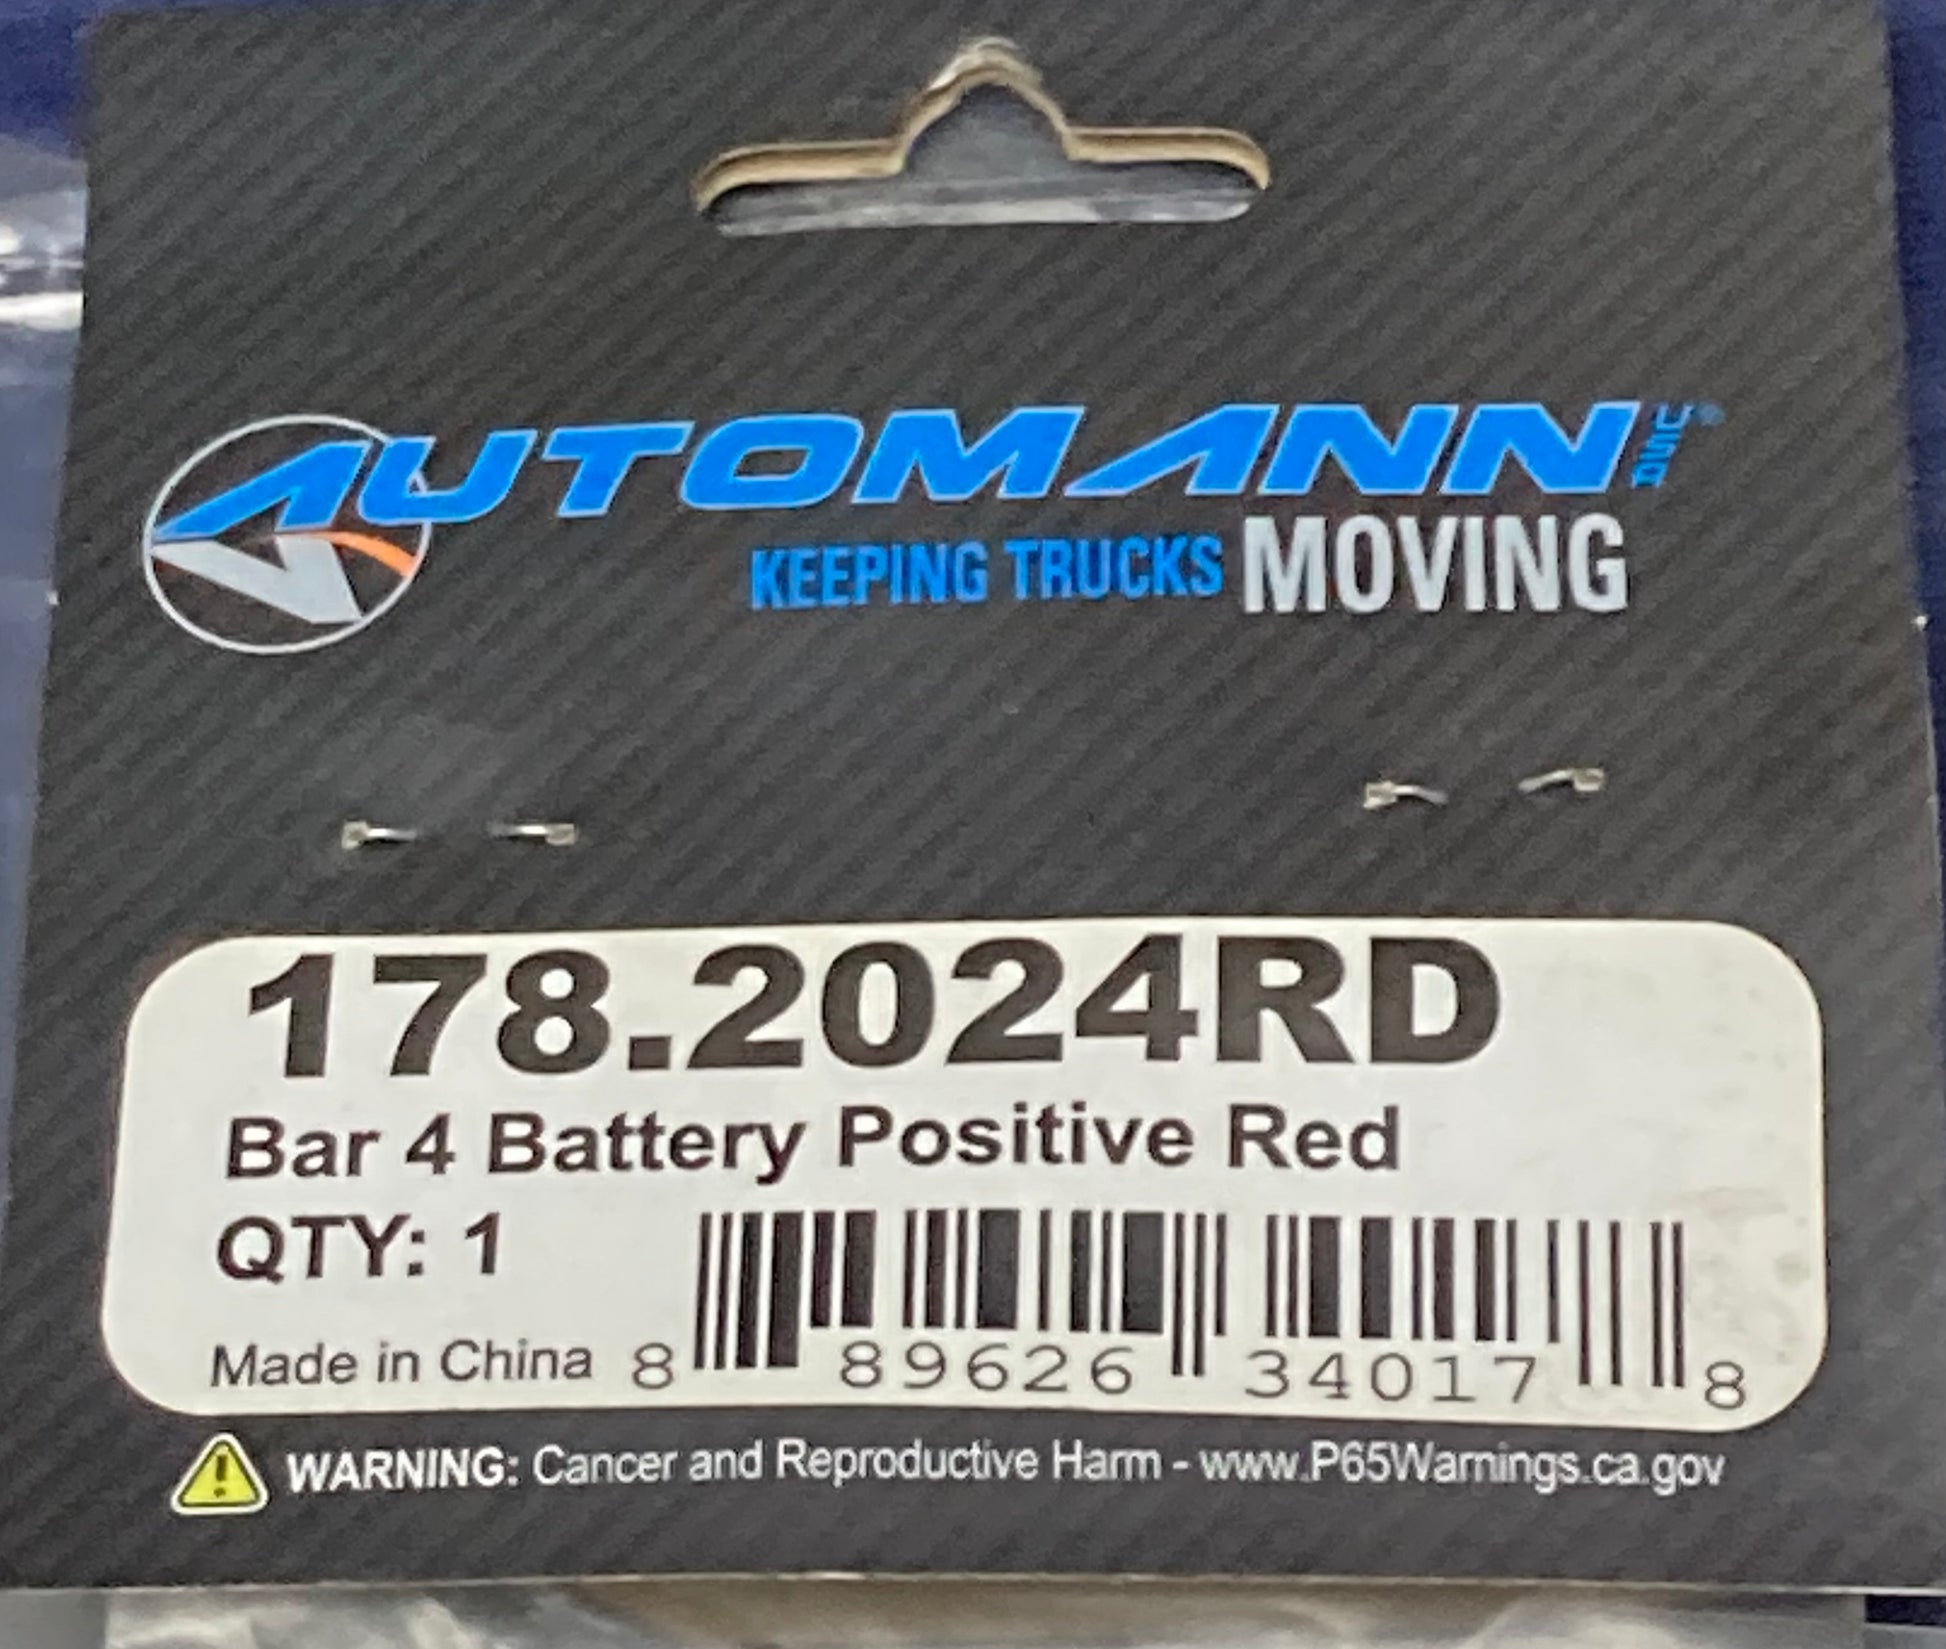 AUTOMANN INC®
KEEPING TRUCKS MOVING
178.2024RD
Bar 4 Battery Positive Red
QTY: 1
Made in China
8 89626 34017 8
WARNING: Cancer and Reproductive Harm - www.P65Warnings.ca.gov